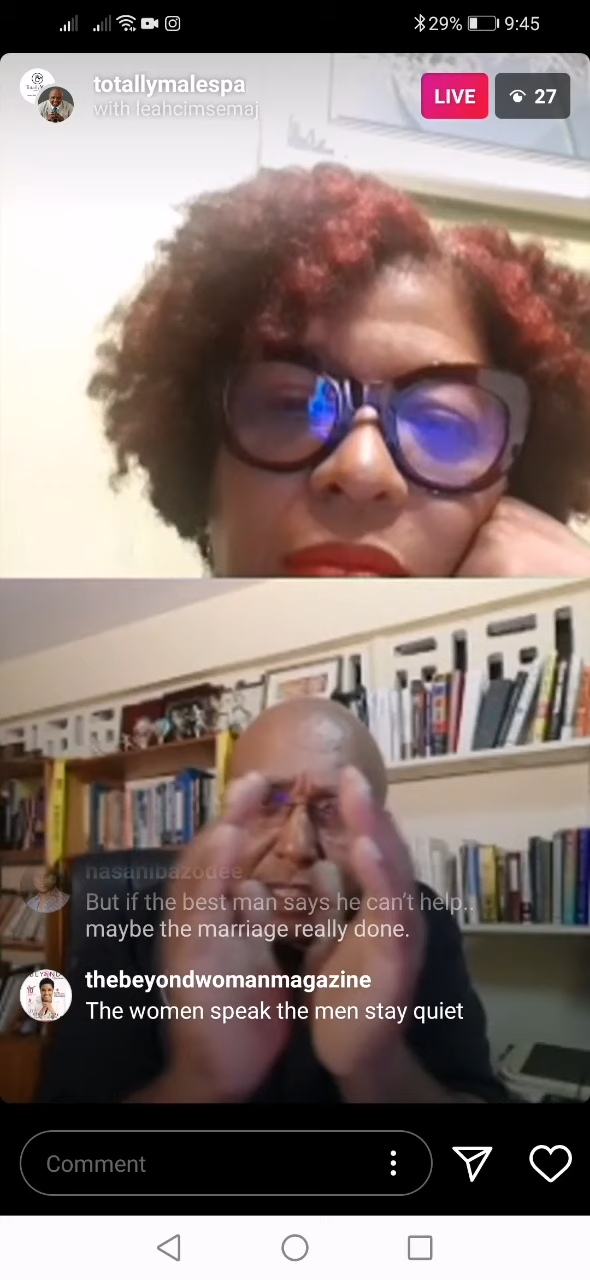 29% 9:45
totallymalespa
with leahcimsemaj
LIVE 27
hasanibazodee
But if the best man says he can't help..
maybe the marriage really done.
thebeyondwomanmagazine
The women speak the men stay quiet
Comment